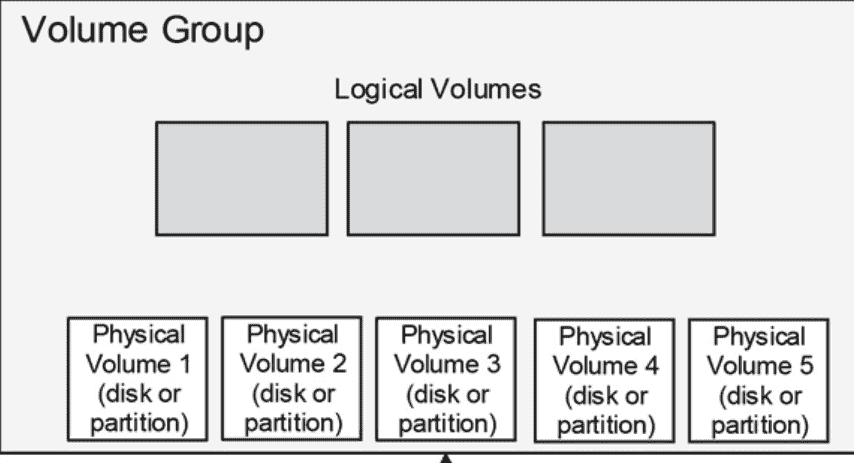 Volume Group
Logical Volumes
Physical
Volume 1
(disk or
partition)
Physical
Volume 2
(disk or
partition)
Physical
Volume 3
(disk or
partition)
Physical
Volume 4
(disk or
partition)
Physical
Volume 5
(disk or
partition)